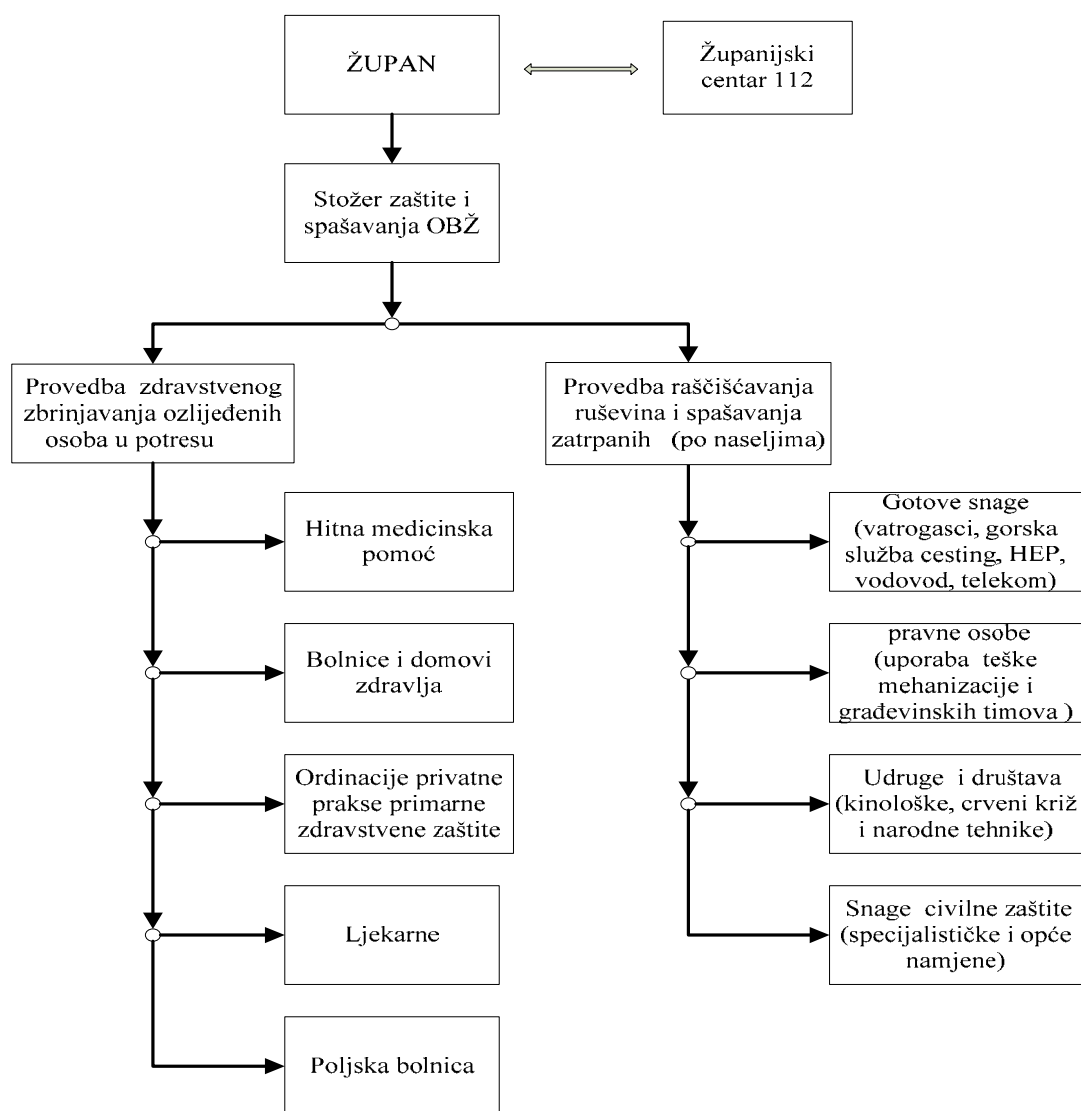 ŽUPAN
Županijski
centar 112
Stožer zaštite i
spašavanja OBŽ
Provedba zdravstvenog
zbrinjavanja ozlijeđenih
osoba u potresu
Provedba raščišćavanja
ruševina i spašavanja
zatrpanih (po naseljima)
Hitna medicinska
pomoć
Bolnice i domovi
zdravlja
Ordinacije privatne
prakse primarne
zdravstvene zaštite
Ljekarne
Poljska bolnica
Gotove snage
(vatrogasci, gorska
služba cesting, HEP,
vodovod, telekom)
pravne osobe
(uporaba teške
mehanizacije i
građevinskih timova )
Udruge i društava
(kinološke, crveni križ
i narodne tehnike)
Snage civilne zaštite
(specijalističke i opće
namjene)